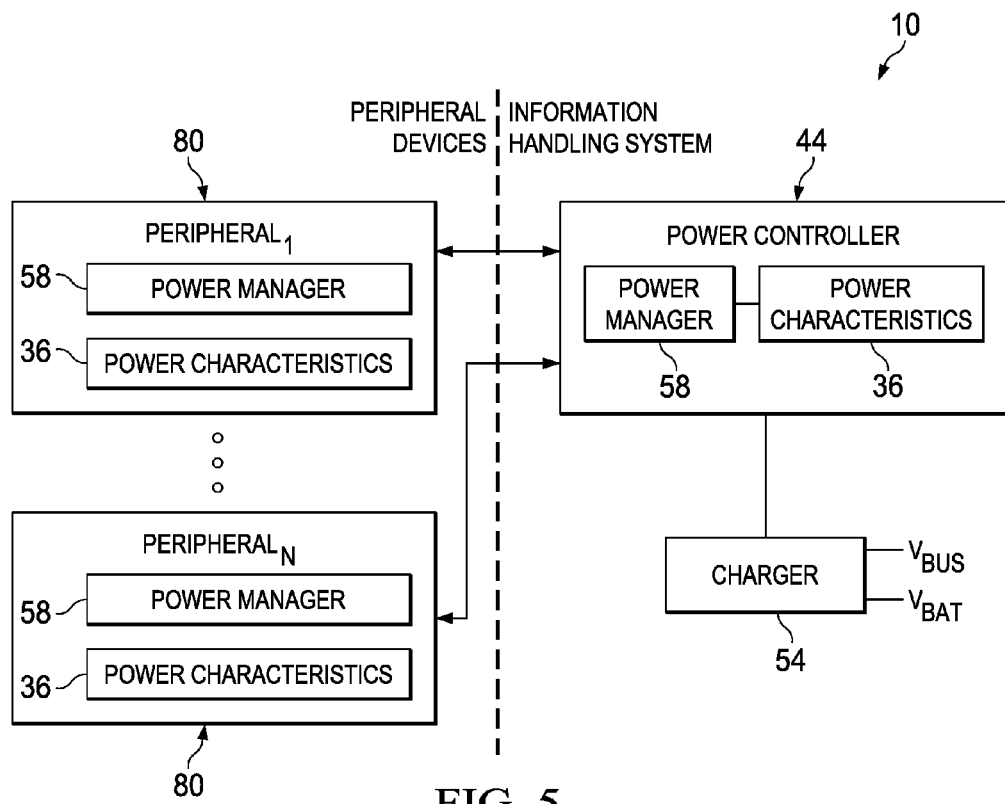 10
PERIPHERAL
DEVICES
INFORMATION
HANDLING SYSTEM
80
44
PERIPHERAL1
58
POWER MANAGER
36
POWER CHARACTERISTICS
POWER CONTROLLER
POWER
MANAGER
POWER
CHARACTERISTICS
58
36
PERIPHERALN
58
POWER MANAGER
36
POWER CHARACTERISTICS
80
CHARGER
VBUS
VBAT
54
FIG. 5